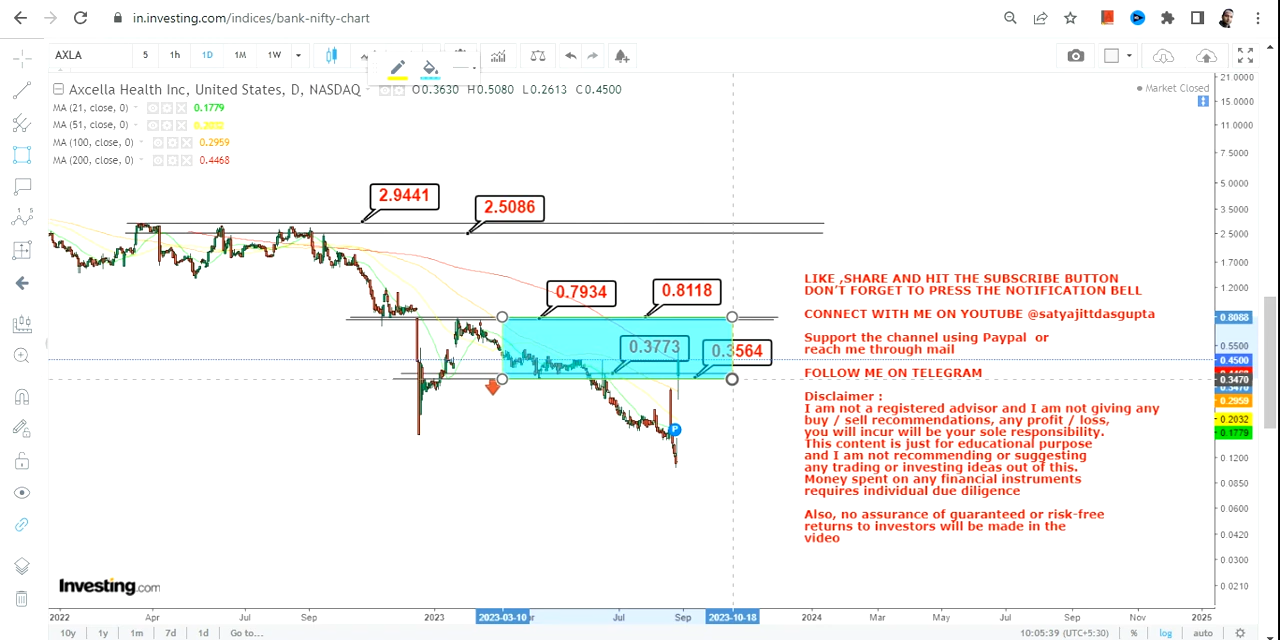 in.investing.com/indices/bank-nifty-chart
AXLA 5 1h 1D 1M 1W
Axcella Health Inc, United States, D, NASDAQ O0.3630 H0.5080 L0.2613 C0.4500
Market Closed
MA (21, close, 0) 0.1779
MA (51, close, 0)
MA (100, close, 0) 0.2959
MA (200, close, 0) 0.4468
2.9441
2.5086
0.7934
0.8118
0.3773
0.3564
LIKE ,SHARE AND HIT THE SUBSCRIBE BUTTON
DON'T FORGET TO PRESS THE NOTIFICATION BELL
CONNECT WITH ME ON YOUTUBE @satyajittdasgupta
Support the channel using Paypal or
reach me through mail
FOLLOW ME ON TELEGRAM
Disclaimer :
I am not a registered advisor and I am not giving any
buy / sell recommendations, any profit / loss,
you will incur will be your sole responsibility.
This content is just for educational purpose
and I am not recommending or suggesting
any trading or investing ideas out of this.
Money spent on any financial instruments
requires individual due diligence
Also, no assurance of guaranteed or risk-free
returns to investors will be made in the
video
P
21.0000
15.0000
11.0000
7.5000
5.0000
3.5000
2.5000
1.7000
1.2000
0.8088
0.5500
0.4500
0.3470
0.2959
0.2032
0.1779
0.1200
0.0850
0.0600
0.0420
0.0300
0.0210
Investing.com
2022 Apr Jul Sep 2023 2023-03-10 Jul Sep 2023-10-18 2024 Mar Jun Sep Nov 2025
10y 1y 1m 7d 1d Go to... 10:05:39 (UTC+5:30) % log auto